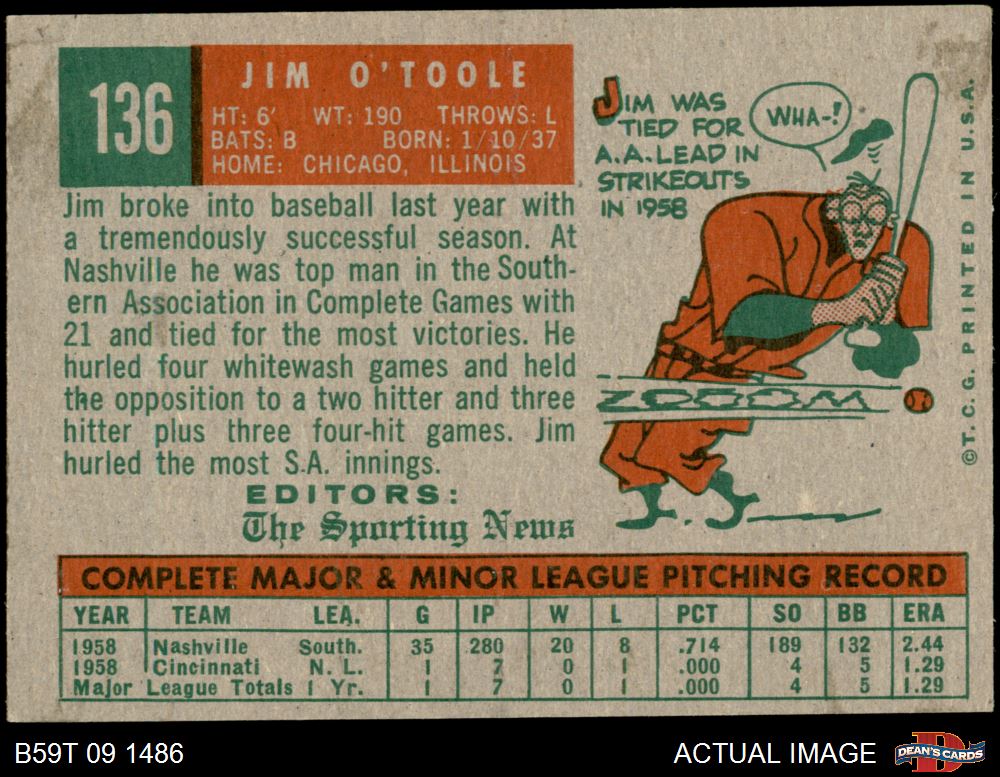 136
JIM O'TOOLE
HT: 6' WT: 190 THROWS: L
BATS: B BORN: 1/10/37
HOME: CHICAGO, ILLINOIS
Jim broke into baseball last year with
a tremendously successful season. At
Nashville he was top man in the South-
ern Association in Complete Games with
21 and tied for the most victories. He
hurled four whitewash games and held
the opposition to a two hitter and three
hitter plus three four-hit games. Jim
hurled the most S.A. innings.
EDITORS:
The Sporting News
JIM WAS
TIED FOR
A.A. LEAD IN
STRIKEOUTS
IN 1958
WHA-!
ZOOOOM
©T.C.G. PRINTED IN U.S.A.
COMPLETE MAJOR & MINOR LEAGUE PITCHING RECORD
YEAR TEAM LEA. G IP W L PCT SO BB ERA
1958 Nashville South. 35 280 20 8 .714 189 132 2.44
1958 Cincinnati N. L. 1 7 0 1 .000 4 5 1.29
Major League Totals 1 Yr. 1 7 0 1 .000 4 5 1.29
B59T 09 1486
ACTUAL IMAGE
D
DEAN'S CARDS